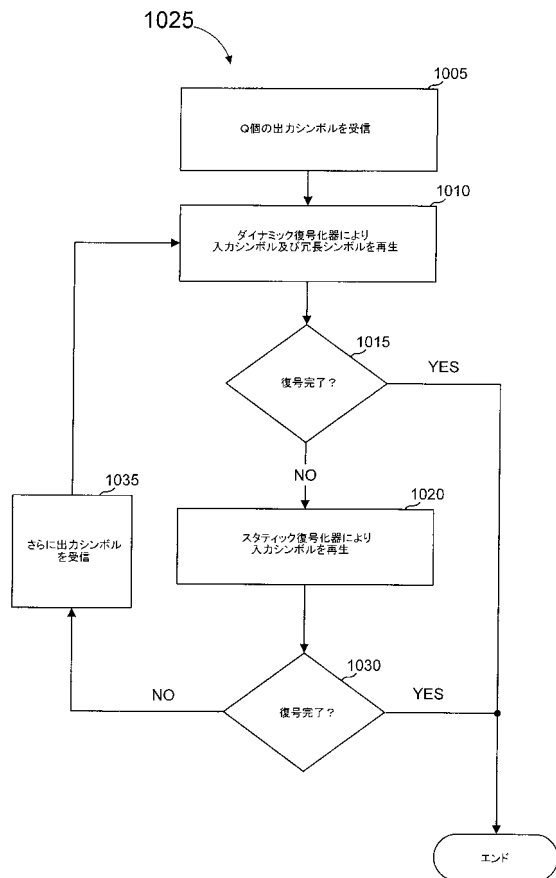 1025
1005
Q個の出力シンボルを受信
1010
ダイナミック復号化器により
入力シンボル及び冗長シンボルを再生
1015
復号完了?
YES
NO
1020
スタティック復号化器により
入力シンボルを再生
1035
さらに出力シンボル
を受信
1030
復号完了?
NO
YES
エンド